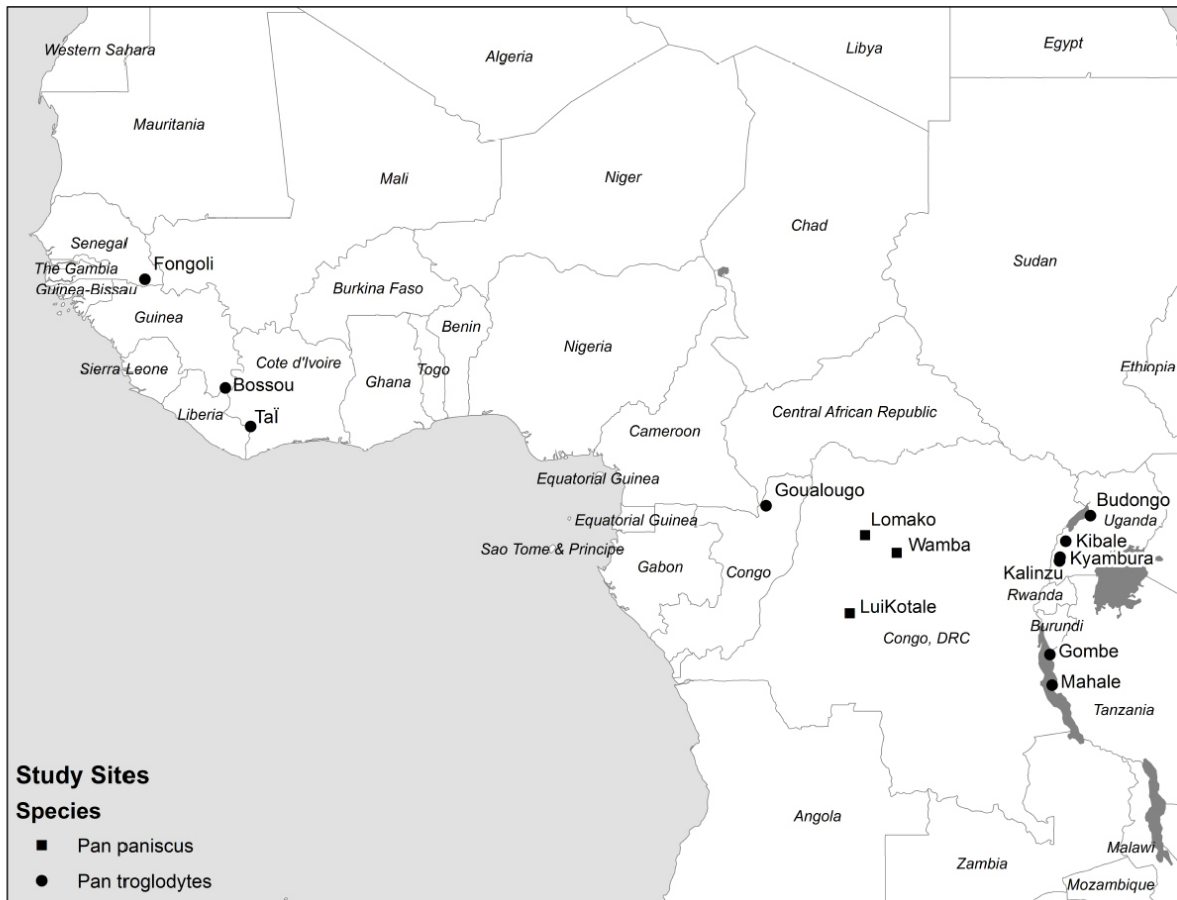 Western Sahara
Algeria
Libya
Egypt
Mauritania
Mali
Niger
Chad
Sudan
Senegal
Fongoli
The Gambia
Guinea-Bissau
Guinea
Burkina Faso
Benin
Nigeria
Sierra Leone
Cote d'Ivoire
Ghana
Togo
Ethiopia
Bossou
Liberia
TaÏ
Central African Republic
Cameroon
Equatorial Guinea
Goualougo
Budongo
Uganda
Equatorial Guinea
Lomako
Wamba
Kibale
Sao Tome & Principe
Gabon
Congo
Kyambura
Kalinzu
Rwanda
LuiKotale
Congo, DRC
Burundi
Gombe
Mahale
Tanzania
Angola
Zambia
Malawi
Mozambique
Study Sites
Species
Pan paniscus
Pan troglodytes